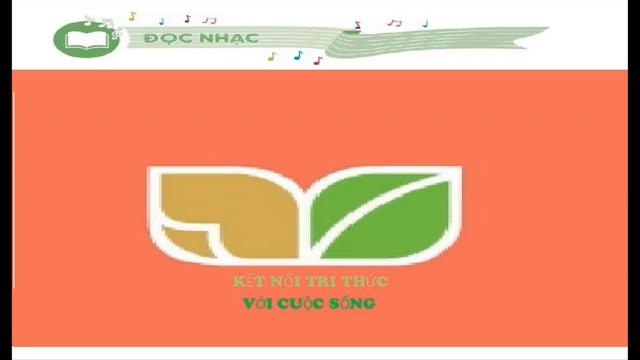 ĐỌC NHẠC
KẾT NỐI TRI THỨC
VỚI CUỘC SỐNG